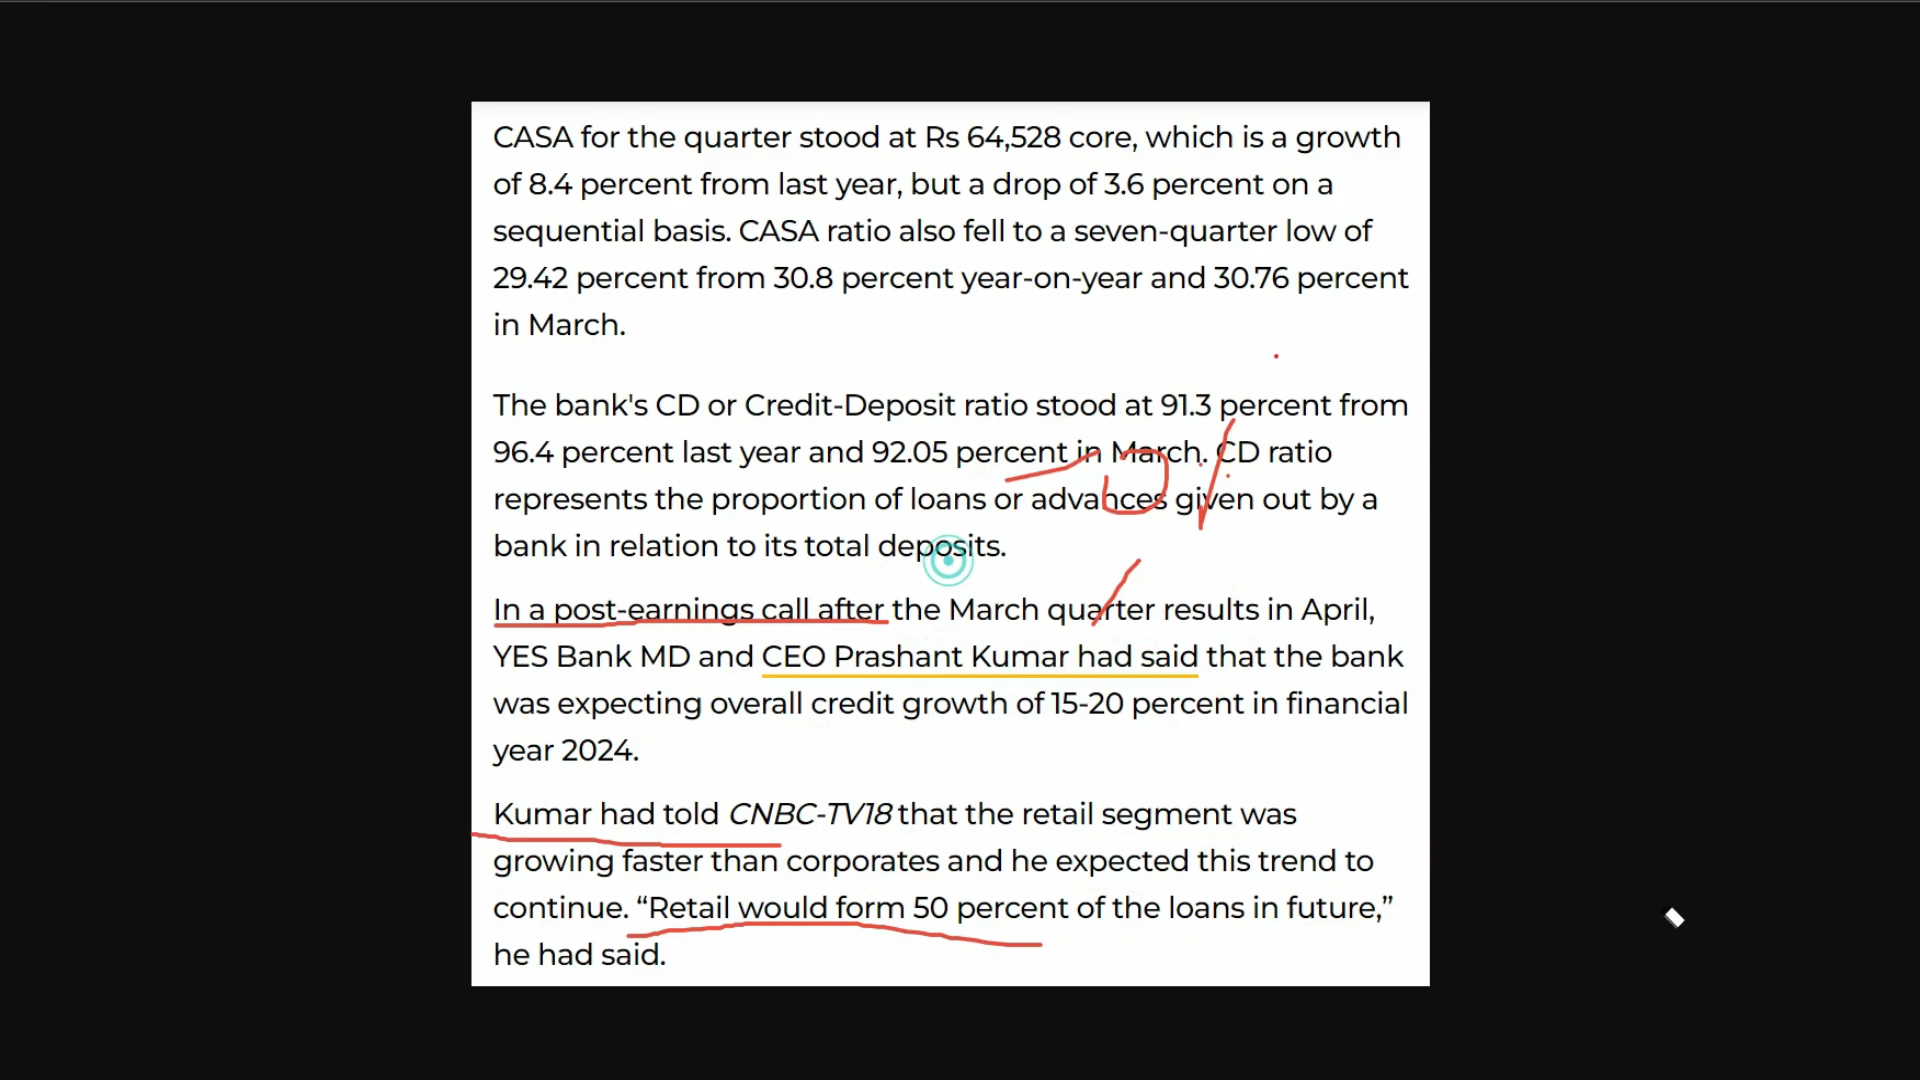 CASA for the quarter stood at Rs 64,528 core, which is a growth
of 8.4 percent from last year, but a drop of 3.6 percent on a
sequential basis. CASA ratio also fell to a seven-quarter low of
29.42 percent from 30.8 percent year-on-year and 30.76 percent
in March.
The bank's CD or Credit-Deposit ratio stood at 91.3 percent from
96.4 percent last year and 92.05 percent in March. CD ratio
represents the proportion of loans or advances given out by a
bank in relation to its total deposits.
In a post-earnings call after the March quarter results in April,
YES Bank MD and CEO Prashant Kumar had said that the bank
was expecting overall credit growth of 15-20 percent in financial
year 2024.
Kumar had told CNBC-TV18 that the retail segment was
growing faster than corporates and he expected this trend to
continue. “Retail would form 50 percent of the loans in future,”
he had said.